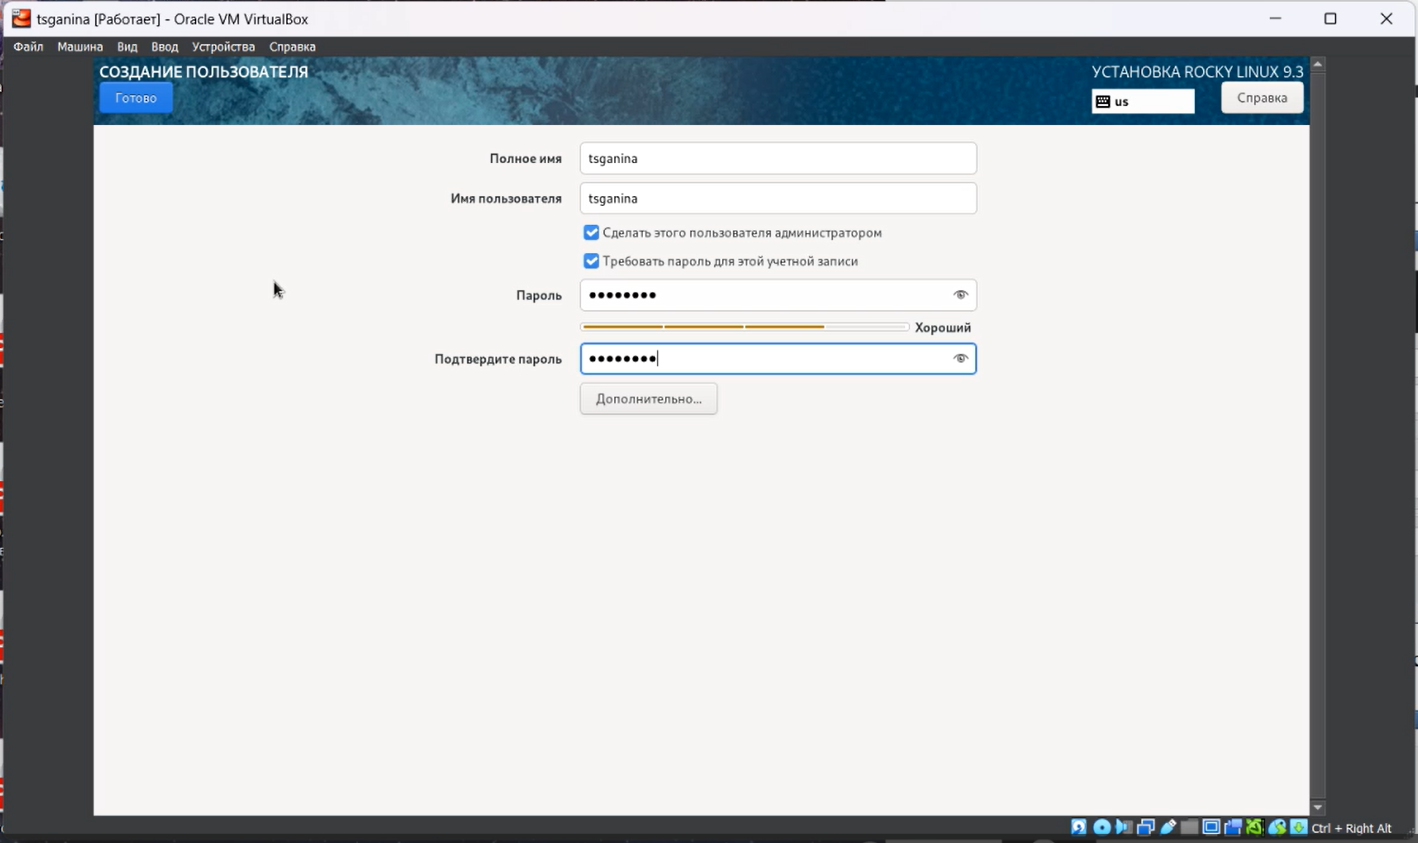 tsganina [Работает] - Oracle VM VirtualBox
Файл Машина Вид Ввод Устройства Справка
СОЗДАНИЕ ПОЛЬЗОВАТЕЛЯ
УСТАНОВКА ROCKY LINUX 9.3
Готово
us
Справка
Полное имя
tsganina
Имя пользователя
tsganina
Сделать этого пользователя администратором
Требовать пароль для этой учетной записи
Пароль
••••••••
Хороший
Подтвердите пароль
••••••••
Дополнительно...
Ctrl + Right Alt